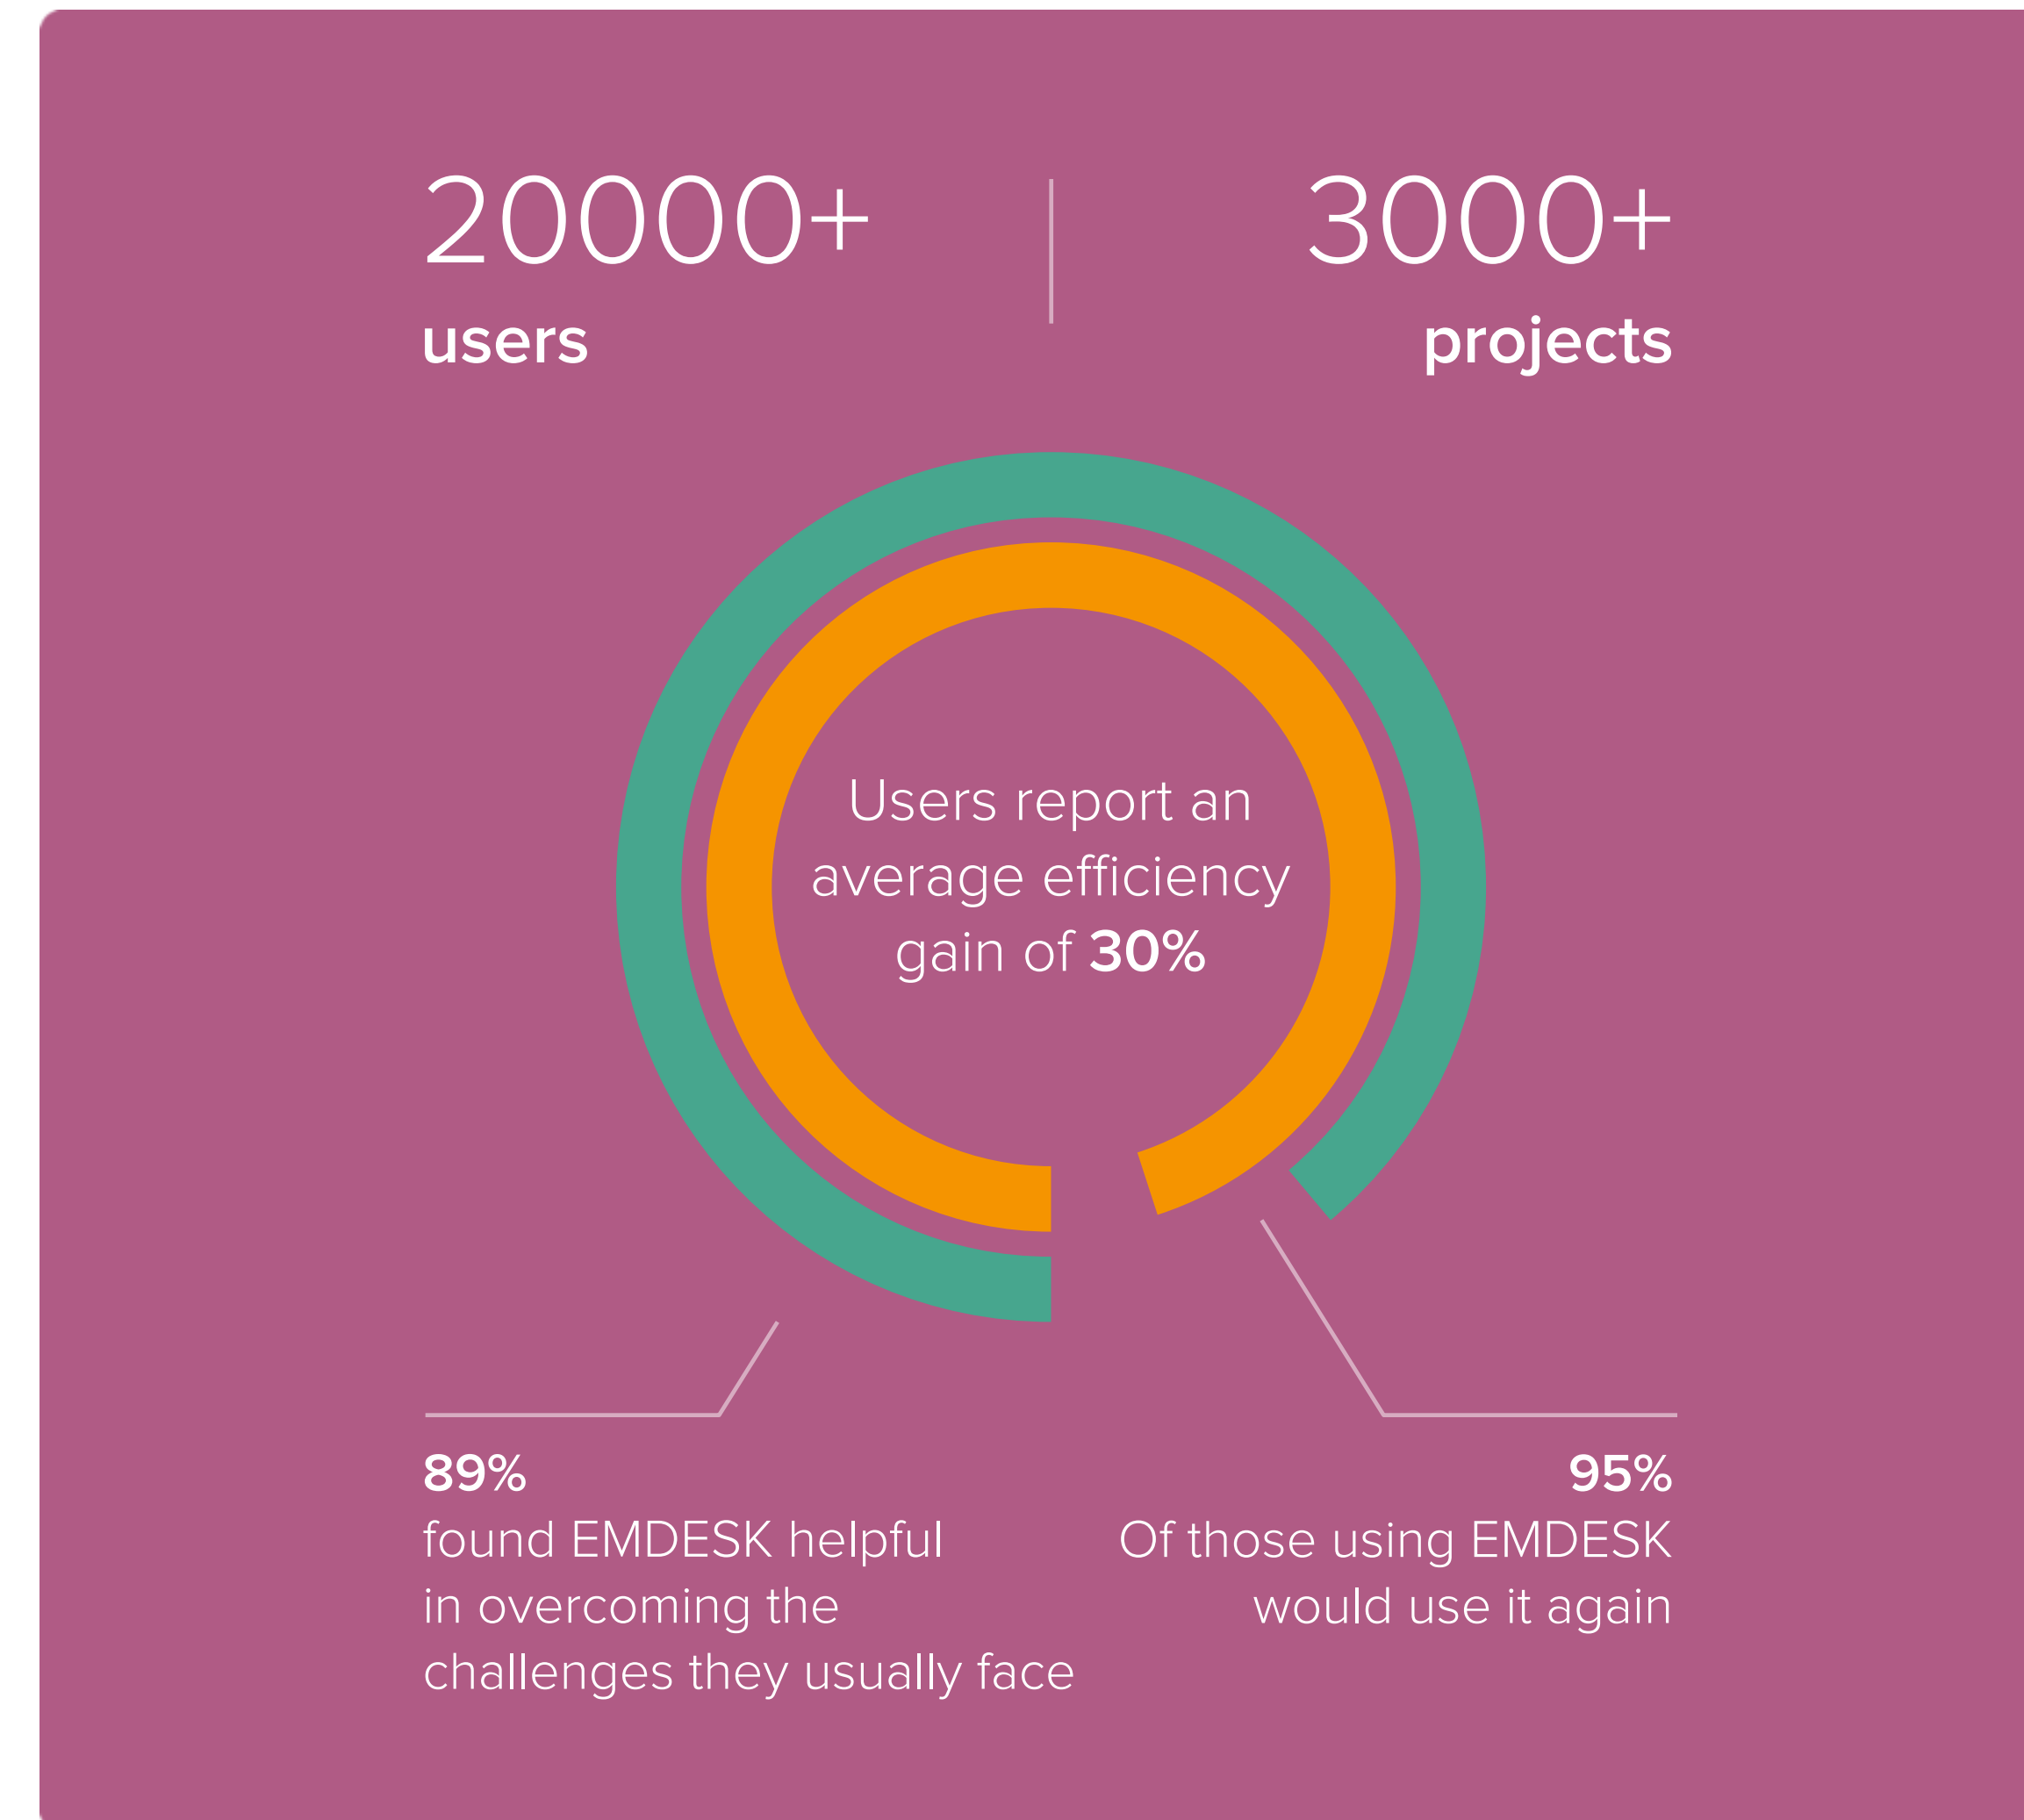 20000+
users
3000+
projects
Users report an
average efficiency
gain of 30%
89%
found EMDESK helpful
in overcoming the
challenges they usually face
95%
Of those using EMDESK
would use it again